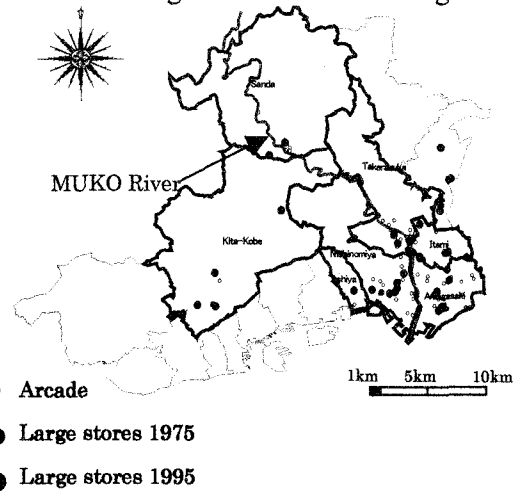 Sanda
MUKO River
Takarazuka
Kita-Kobe
Itami
Nishinomiya
Ashiya
Amagasaki
1km 5km 10km
Arcade
Large stores 1975
Large stores 1995